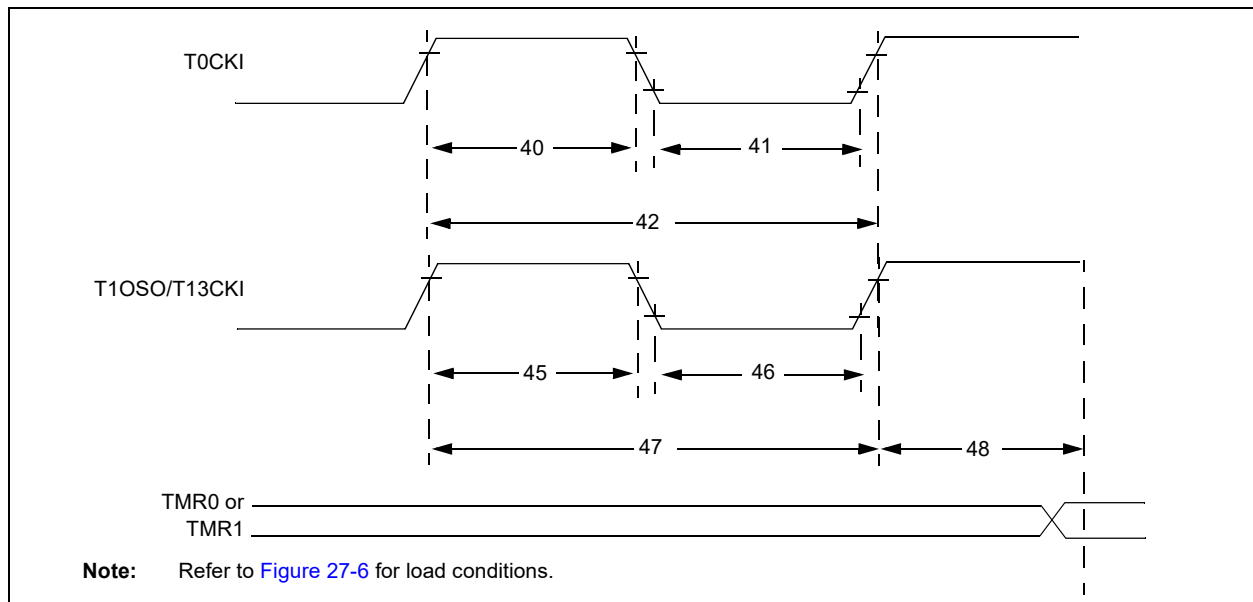 T0CKI
40
41
42
T1OSO/T13CKI
45
46
47
48
TMR0 or
TMR1
Note: Refer to Figure 27-6 for load conditions.